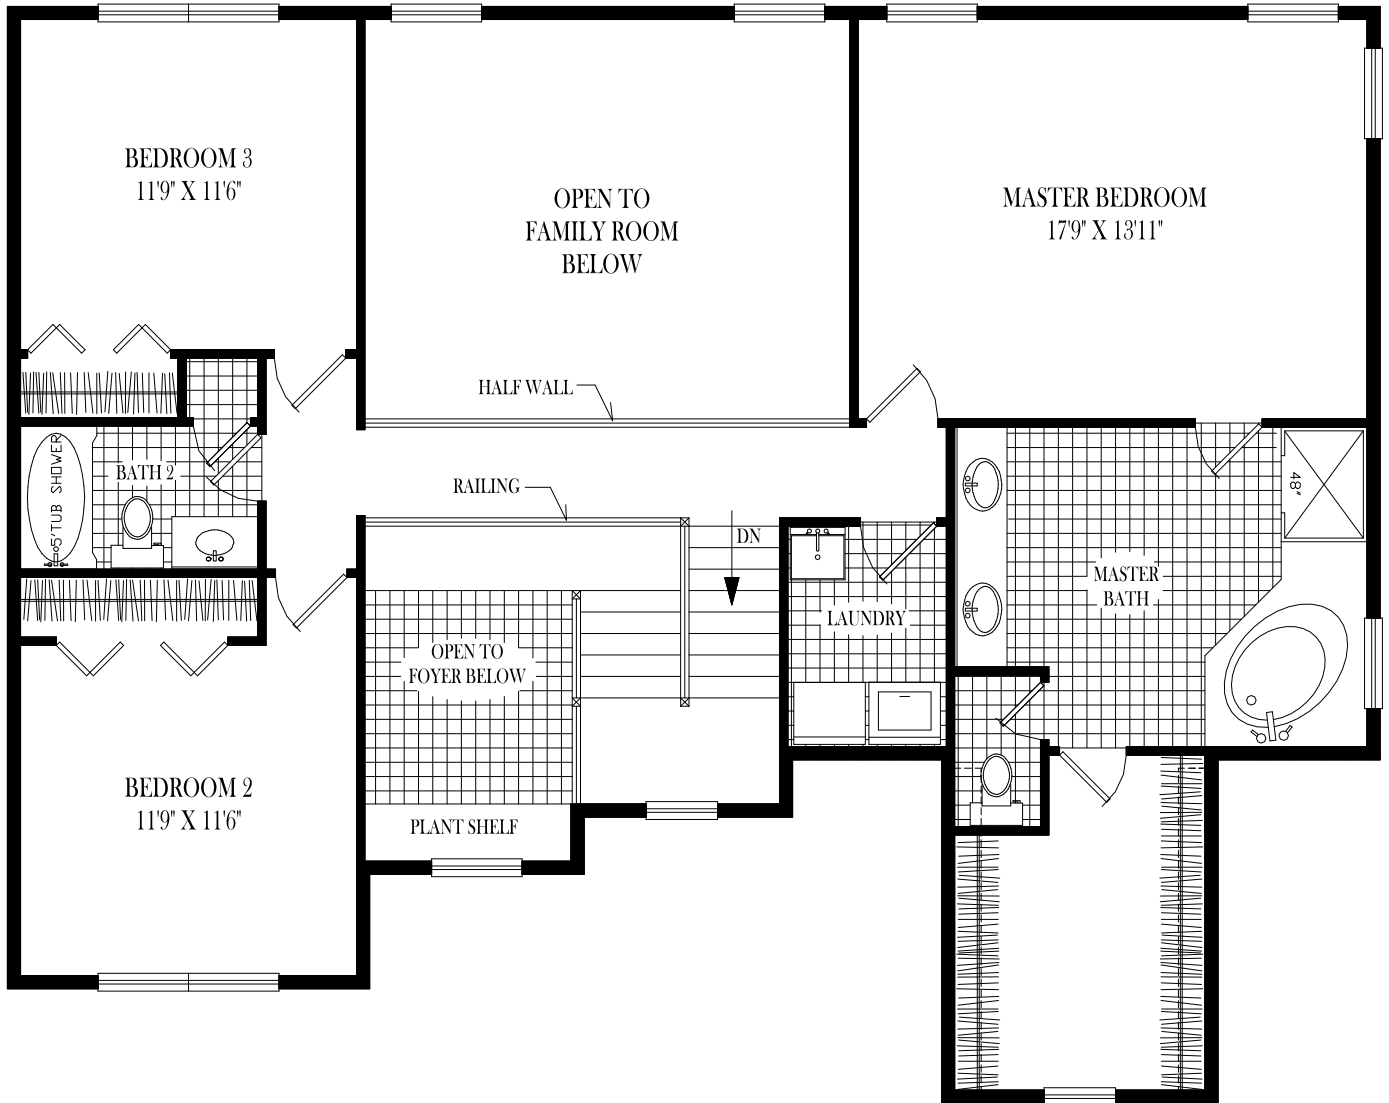 BEDROOM 3
11'9" X 11'6"
OPEN TO
FAMILY ROOM
BELOW
MASTER BEDROOM
17'9" X 13'11"
HALF WALL
5' TUB SHOWER
BATH 2
RAILING
DN
48"
MASTER
BATH
LAUNDRY
OPEN TO
FOYER BELOW
BEDROOM 2
11'9" X 11'6"
PLANT SHELF